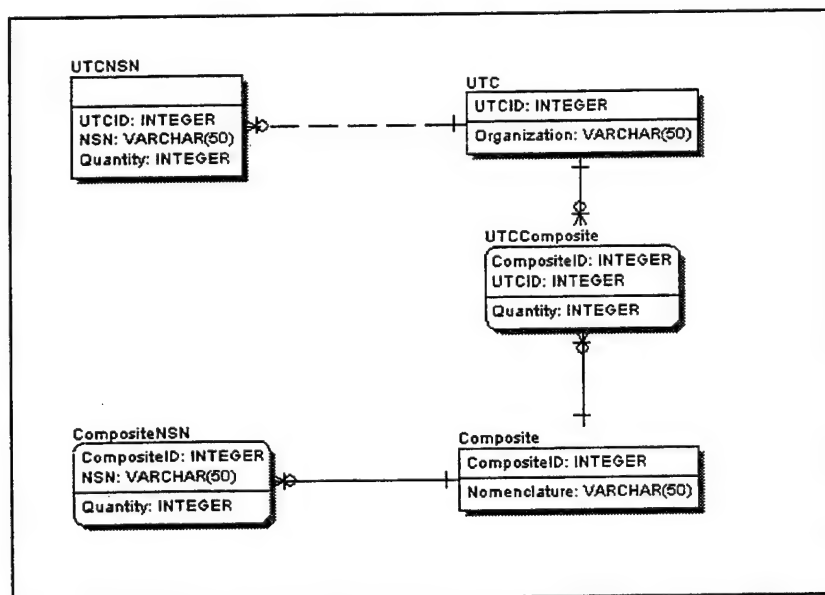 UTCNSN
UTCID: INTEGER
NSN: VARCHAR(50)
Quantity: INTEGER
UTC
UTCID: INTEGER
Organization: VARCHAR(50)
UTCComposite
CompositeID: INTEGER
UTCID: INTEGER
Quantity: INTEGER
CompositeNSN
CompositeID: INTEGER
NSN: VARCHAR(50)
Quantity: INTEGER
Composite
CompositeID: INTEGER
Nomenclature: VARCHAR(50)